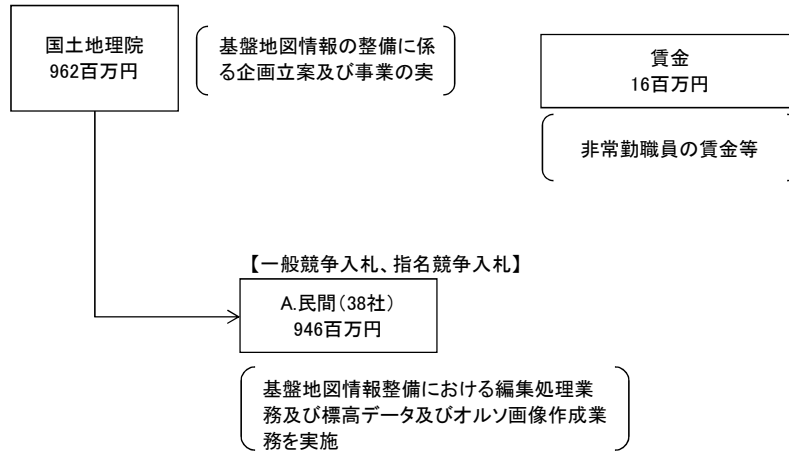 国土地理院
962百万円
基盤地図情報の整備に係
る企画立案及び事業の実
賃金
16百万円
非常勤職員の賃金等
【一般競争入札、指名競争入札】
A.民間（38社）
946百万円
基盤地図情報整備における編集処理業
務及び標高データ及びオルソ画像作成業
務を実施